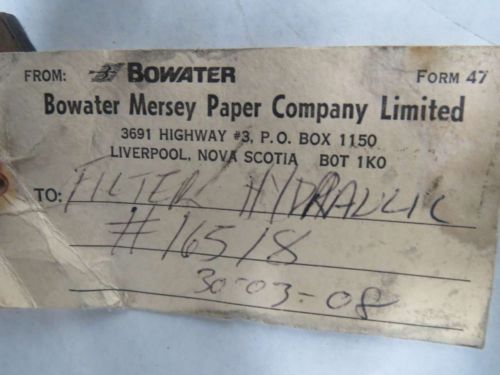 FROM: BOWATER FORM 47
Bowater Mersey Paper Company Limited
3691 HIGHWAY #3, P.O. BOX 1150
LIVERPOOL, NOVA SCOTIA B0T 1K0
TO: FILTER HYDRAULIC
#16518
30-03-08